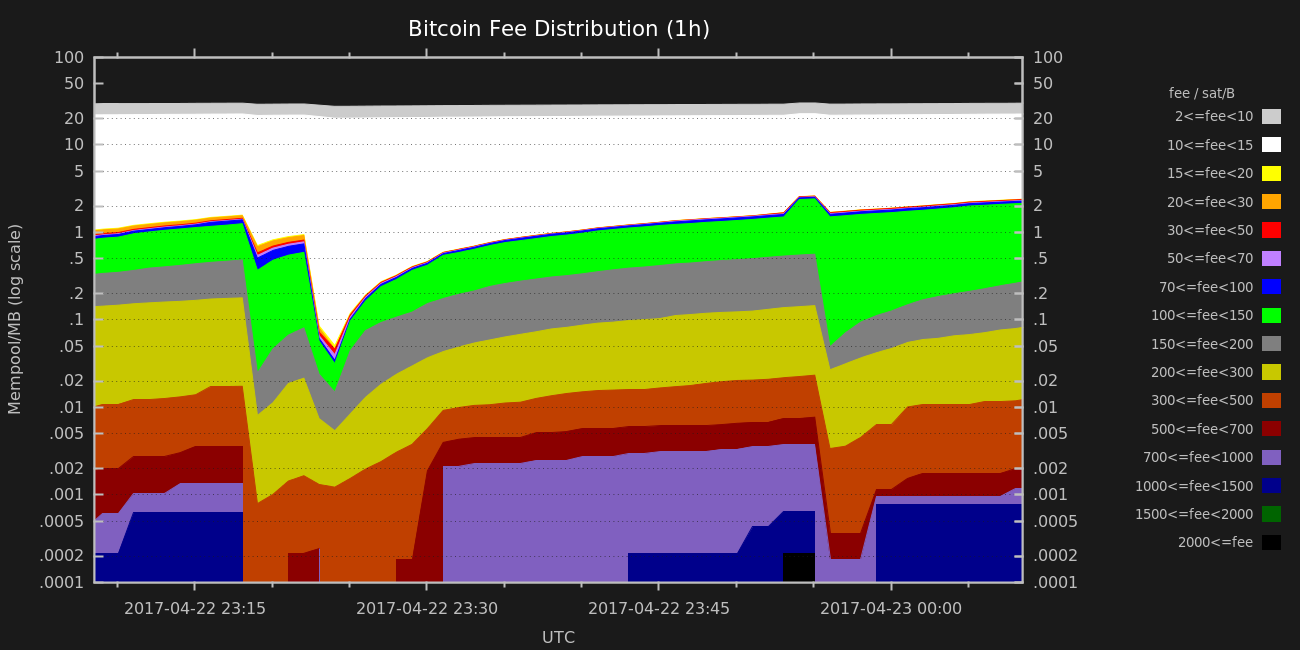 Bitcoin Fee Distribution (1h)
100 100
50 50
20 20
10 10
5 5
2 2
1 1
.5 .5
.2 .2
.1 .1
.05 .05
.02 .02
.01 .01
.005 .005
.002 .002
.001 .001
.0005 .0005
.0002 .0002
.0001 .0001
Mempool/MB (log scale)
2017-04-22 23:15 2017-04-22 23:30 2017-04-22 23:45 2017-04-23 00:00
UTC
fee / sat/B
2<=fee<10
10<=fee<15
15<=fee<20
20<=fee<30
30<=fee<50
50<=fee<70
70<=fee<100
100<=fee<150
150<=fee<200
200<=fee<300
300<=fee<500
500<=fee<700
700<=fee<1000
1000<=fee<1500
1500<=fee<2000
2000<=fee